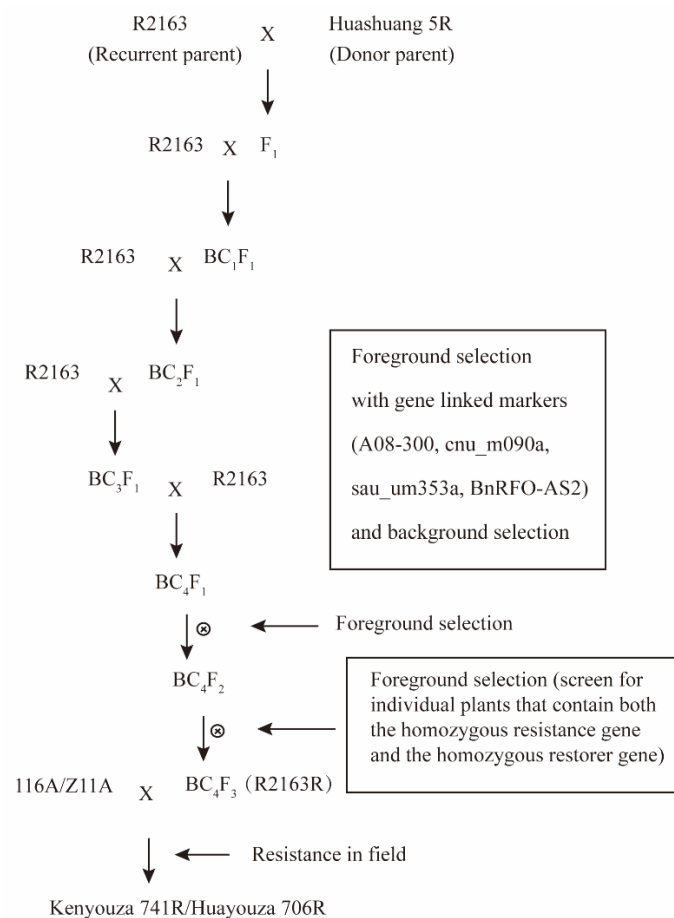 R2163 X Huashuang 5R
(Recurrent parent) (Donor parent)
R2163 X F₁
R2163 X BC₁F₁
R2163 X BC₂F₁
BC₃F₁ X R2163
Foreground selection
with gene linked markers
(A08-300, cnu_m090a,
sau_um353a, BnRFO-AS2)
and background selection
BC₄F₁
⊗ Foreground selection
BC₄F₂
⊗
Foreground selection (screen for
individual plants that contain both
the homozygous resistance gene
and the homozygous restorer gene)
116A/Z11A X BC₄F₃ (R2163R)
Resistance in field
Kenyouza 741R/Huayouza 706R